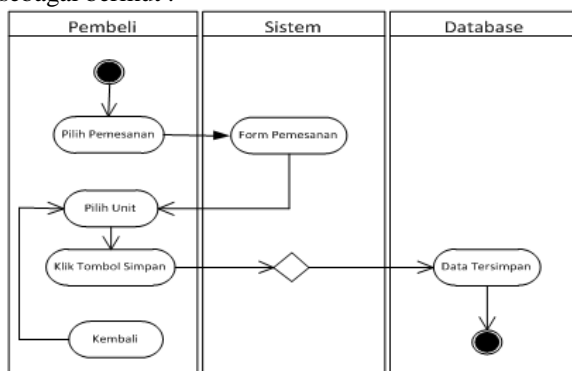 sebagai berikut :
Pembeli
Sistem
Database
Pilih Pemesanan
Form Pemesanan
Pilih Unit
Klik Tombol Simpan
Data Tersimpan
Kembali